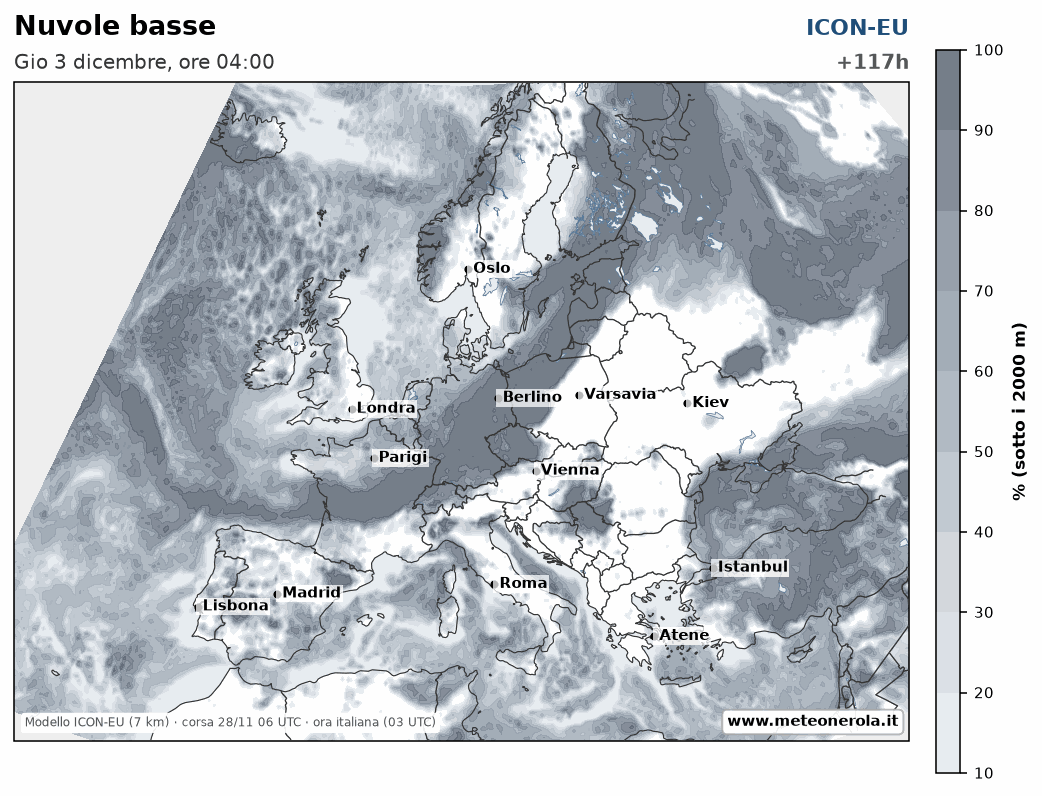 Nuvole basse
ICON-EU
Gio 3 dicembre, ore 04:00
+117h
100
90
80
70
60
50
40
30
20
10
% (sotto i 2000 m)
Oslo
Berlino
Varsavia
Kiev
Londra
Parigi
Vienna
Istanbul
Roma
Madrid
Lisbona
Atene
Modello ICON-EU (7 km) · corsa 28/11 06 UTC · ora italiana (03 UTC)
www.meteonerola.it